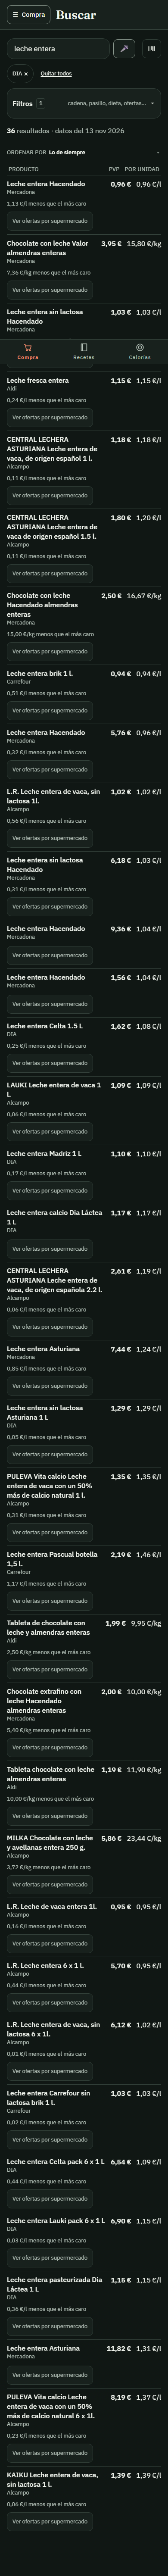 ☰ Compra
Buscar
leche entera
DIA ×
Quitar todos
Filtros 1
cadena, pasillo, dieta, ofertas…
36 resultados · datos del 13 nov 2026
ORDENAR POR Lo de siempre
PRODUCTO PVP POR UNIDAD
Leche entera Hacendado 0,96 € 0,96 €/l
Mercadona
1,13 €/l menos que el más caro
Ver ofertas por supermercado
Chocolate con leche Valor 3,95 € 15,80 €/kg
almendras enteras
Mercadona
7,36 €/kg menos que el más caro
Ver ofertas por supermercado
Leche entera sin lactosa 1,03 € 1,03 €/l
Hacendado
Mercadona
Compra
Recetas
Calorías
Leche fresca entera 1,15 € 1,15 €/l
Aldi
0,24 €/l menos que el más caro
Ver ofertas por supermercado
CENTRAL LECHERA 1,18 € 1,18 €/l
ASTURIANA Leche entera de
vaca, de origen español 1 l.
Alcampo
0,11 €/l menos que el más caro
Ver ofertas por supermercado
CENTRAL LECHERA 1,80 € 1,20 €/l
ASTURIANA Leche entera de
vaca de origen español 1.5 l.
Alcampo
0,11 €/l menos que el más caro
Ver ofertas por supermercado
Chocolate con leche 2,50 € 16,67 €/kg
Hacendado almendras
enteras
Mercadona
15,00 €/kg menos que el más caro
Ver ofertas por supermercado
Leche entera brik 1 l. 0,94 € 0,94 €/l
Carrefour
0,51 €/l menos que el más caro
Ver ofertas por supermercado
Leche entera Hacendado 5,76 € 0,96 €/l
Mercadona
0,32 €/l menos que el más caro
Ver ofertas por supermercado
L.R. Leche entera de vaca, sin 1,02 € 1,02 €/l
lactosa 1l.
Alcampo
0,56 €/l menos que el más caro
Ver ofertas por supermercado
Leche entera sin lactosa 6,18 € 1,03 €/l
Hacendado
Mercadona
0,31 €/l menos que el más caro
Ver ofertas por supermercado
Leche entera Hacendado 9,36 € 1,04 €/l
Mercadona
Ver ofertas por supermercado
Leche entera Hacendado 1,56 € 1,04 €/l
Mercadona
Ver ofertas por supermercado
Leche entera Celta 1.5 L 1,62 € 1,08 €/l
DIA
0,25 €/l menos que el más caro
Ver ofertas por supermercado
LAUKI Leche entera de vaca 1 1,09 € 1,09 €/l
l.
Alcampo
0,06 €/l menos que el más caro
Ver ofertas por supermercado
Leche entera Madriz 1 L 1,10 € 1,10 €/l
DIA
0,17 €/l menos que el más caro
Ver ofertas por supermercado
Leche entera calcio Dia Láctea 1,17 € 1,17 €/l
1 L
DIA
Ver ofertas por supermercado
CENTRAL LECHERA 2,61 € 1,19 €/l
ASTURIANA Leche entera de
vaca, de origen española 2.2 l.
Alcampo
0,06 €/l menos que el más caro
Ver ofertas por supermercado
Leche entera Asturiana 7,44 € 1,24 €/l
Mercadona
0,85 €/l menos que el más caro
Ver ofertas por supermercado
Leche entera sin lactosa 1,29 € 1,29 €/l
Asturiana 1 L
DIA
0,05 €/l menos que el más caro
Ver ofertas por supermercado
PULEVA Vita calcio Leche 1,35 € 1,35 €/l
entera de vaca con un 50%
más de calcio natural 1 l.
Alcampo
0,31 €/l menos que el más caro
Ver ofertas por supermercado
Leche entera Pascual botella 2,19 € 1,46 €/l
1,5 l.
Carrefour
1,17 €/l menos que el más caro
Ver ofertas por supermercado
Tableta de chocolate con 1,99 € 9,95 €/kg
leche y almendras enteras
Aldi
2,50 €/kg menos que el más caro
Ver ofertas por supermercado
Chocolate extrafino con 2,00 € 10,00 €/kg
leche Hacendado
almendras enteras
Mercadona
5,40 €/kg menos que el más caro
Ver ofertas por supermercado
Tableta chocolate con leche 1,19 € 11,90 €/kg
almendras enteras
Aldi
10,00 €/kg menos que el más caro
Ver ofertas por supermercado
MILKA Chocolate con leche 5,86 € 23,44 €/kg
y avellanas entera 250 g.
Alcampo
3,72 €/kg menos que el más caro
Ver ofertas por supermercado
L.R. Leche de vaca entera 1l. 0,95 € 0,95 €/l
Alcampo
0,16 €/l menos que el más caro
Ver ofertas por supermercado
L.R. Leche entera 6 x 1 l. 5,70 € 0,95 €/l
Alcampo
0,44 €/l menos que el más caro
Ver ofertas por supermercado
L.R. Leche entera de vaca, sin 6,12 € 1,02 €/l
lactosa 6 x 1l.
Alcampo
0,01 €/l menos que el más caro
Ver ofertas por supermercado
Leche entera Carrefour sin 1,03 € 1,03 €/l
lactosa brik 1 l.
Carrefour
0,02 €/l menos que el más caro
Ver ofertas por supermercado
Leche entera Celta pack 6 x 1 L 6,54 € 1,09 €/l
DIA
0,44 €/l menos que el más caro
Ver ofertas por supermercado
Leche entera Lauki pack 6 x 1 L 6,90 € 1,15 €/l
DIA
0,03 €/l menos que el más caro
Ver ofertas por supermercado
Leche entera pasteurizada Dia 1,15 € 1,15 €/l
Láctea 1 L
DIA
0,36 €/l menos que el más caro
Ver ofertas por supermercado
Leche entera Asturiana 11,82 € 1,31 €/l
Mercadona
Ver ofertas por supermercado
PULEVA Vita calcio Leche 8,19 € 1,37 €/l
entera de vaca con un 50%
más de calcio natural 6 x 1l.
Alcampo
0,23 €/l menos que el más caro
Ver ofertas por supermercado
KAIKU Leche entera de vaca, 1,39 € 1,39 €/l
sin lactosa 1 l.
Alcampo
0,06 €/l menos que el más caro
Ver ofertas por supermercado